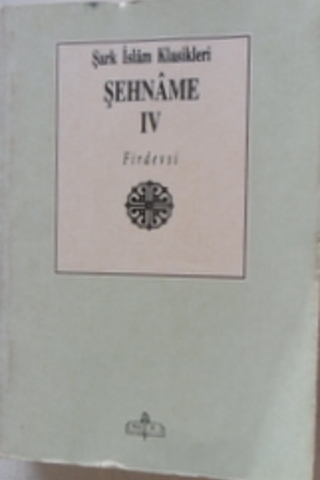 Şark İslâm Klasikleri
ŞEHNÂME
IV
Firdevsi